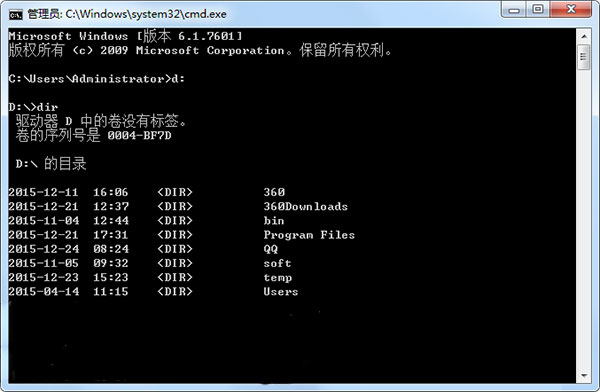 管理员: C:\Windows\system32\cmd.exe
Microsoft Windows [版本 6.1.7601]
版权所有 (c) 2009 Microsoft Corporation。保留所有权利。
C:\Users\Administrator>d:
D:\>dir
驱动器 D 中的卷没有标签。
卷的序列号是 0004-BF7D
D:\ 的目录
2015-12-11  16:06    <DIR>          360
2015-12-21  12:37    <DIR>          360Downloads
2015-11-04  12:44    <DIR>          bin
2015-12-21  17:31    <DIR>          Program Files
2015-12-24  08:24    <DIR>          QQ
2015-11-05  09:32    <DIR>          soft
2015-12-23  15:23    <DIR>          temp
2015-04-14  11:15    <DIR>          Users